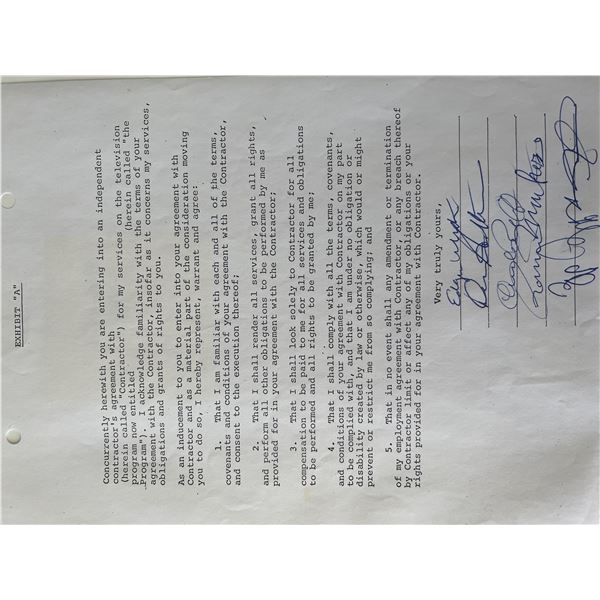 EXHIBIT "A"
Concurrently herewith you are entering into an independent
contractor's agreement with
(herein called "Contractor") for my services on the television
program now entitled (herein called "the
Program"). I acknowledge familiarity with the terms of your
agreement with the Contractor, insofar as it concerns my services,
obligations and grants of rights to you.
As an inducement to you to enter into your agreement with
Contractor and as a material part of the consideration moving
you to do so, I hereby represent, warrant and agree:
1. That I am familiar with each and all of the terms,
covenants and conditions of your agreement with the Contractor,
and consent to the execution thereof;
2. That I shall render all services, grant all rights,
and perform all other obligations to be performed by me as
provided for in your agreement with the Contractor;
3. That I shall look solely to Contractor for all
compensation to be paid to me for all services and obligations
to be performed and all rights to be granted by me;
4. That I shall comply with all the terms, covenants,
and conditions of your agreement with Contractor on my part
to be complied with, and that I am under no obligation or
disability created by law or otherwise, which would or might
prevent or restrict me from so complying; and
5. That in no event shall any amendment or termination
of my employment agreement with Contractor, or any breach thereof
by Contractor limit or affect any of my obligations or your
rights provided for in your agreement with Contractor.
Very truly yours,